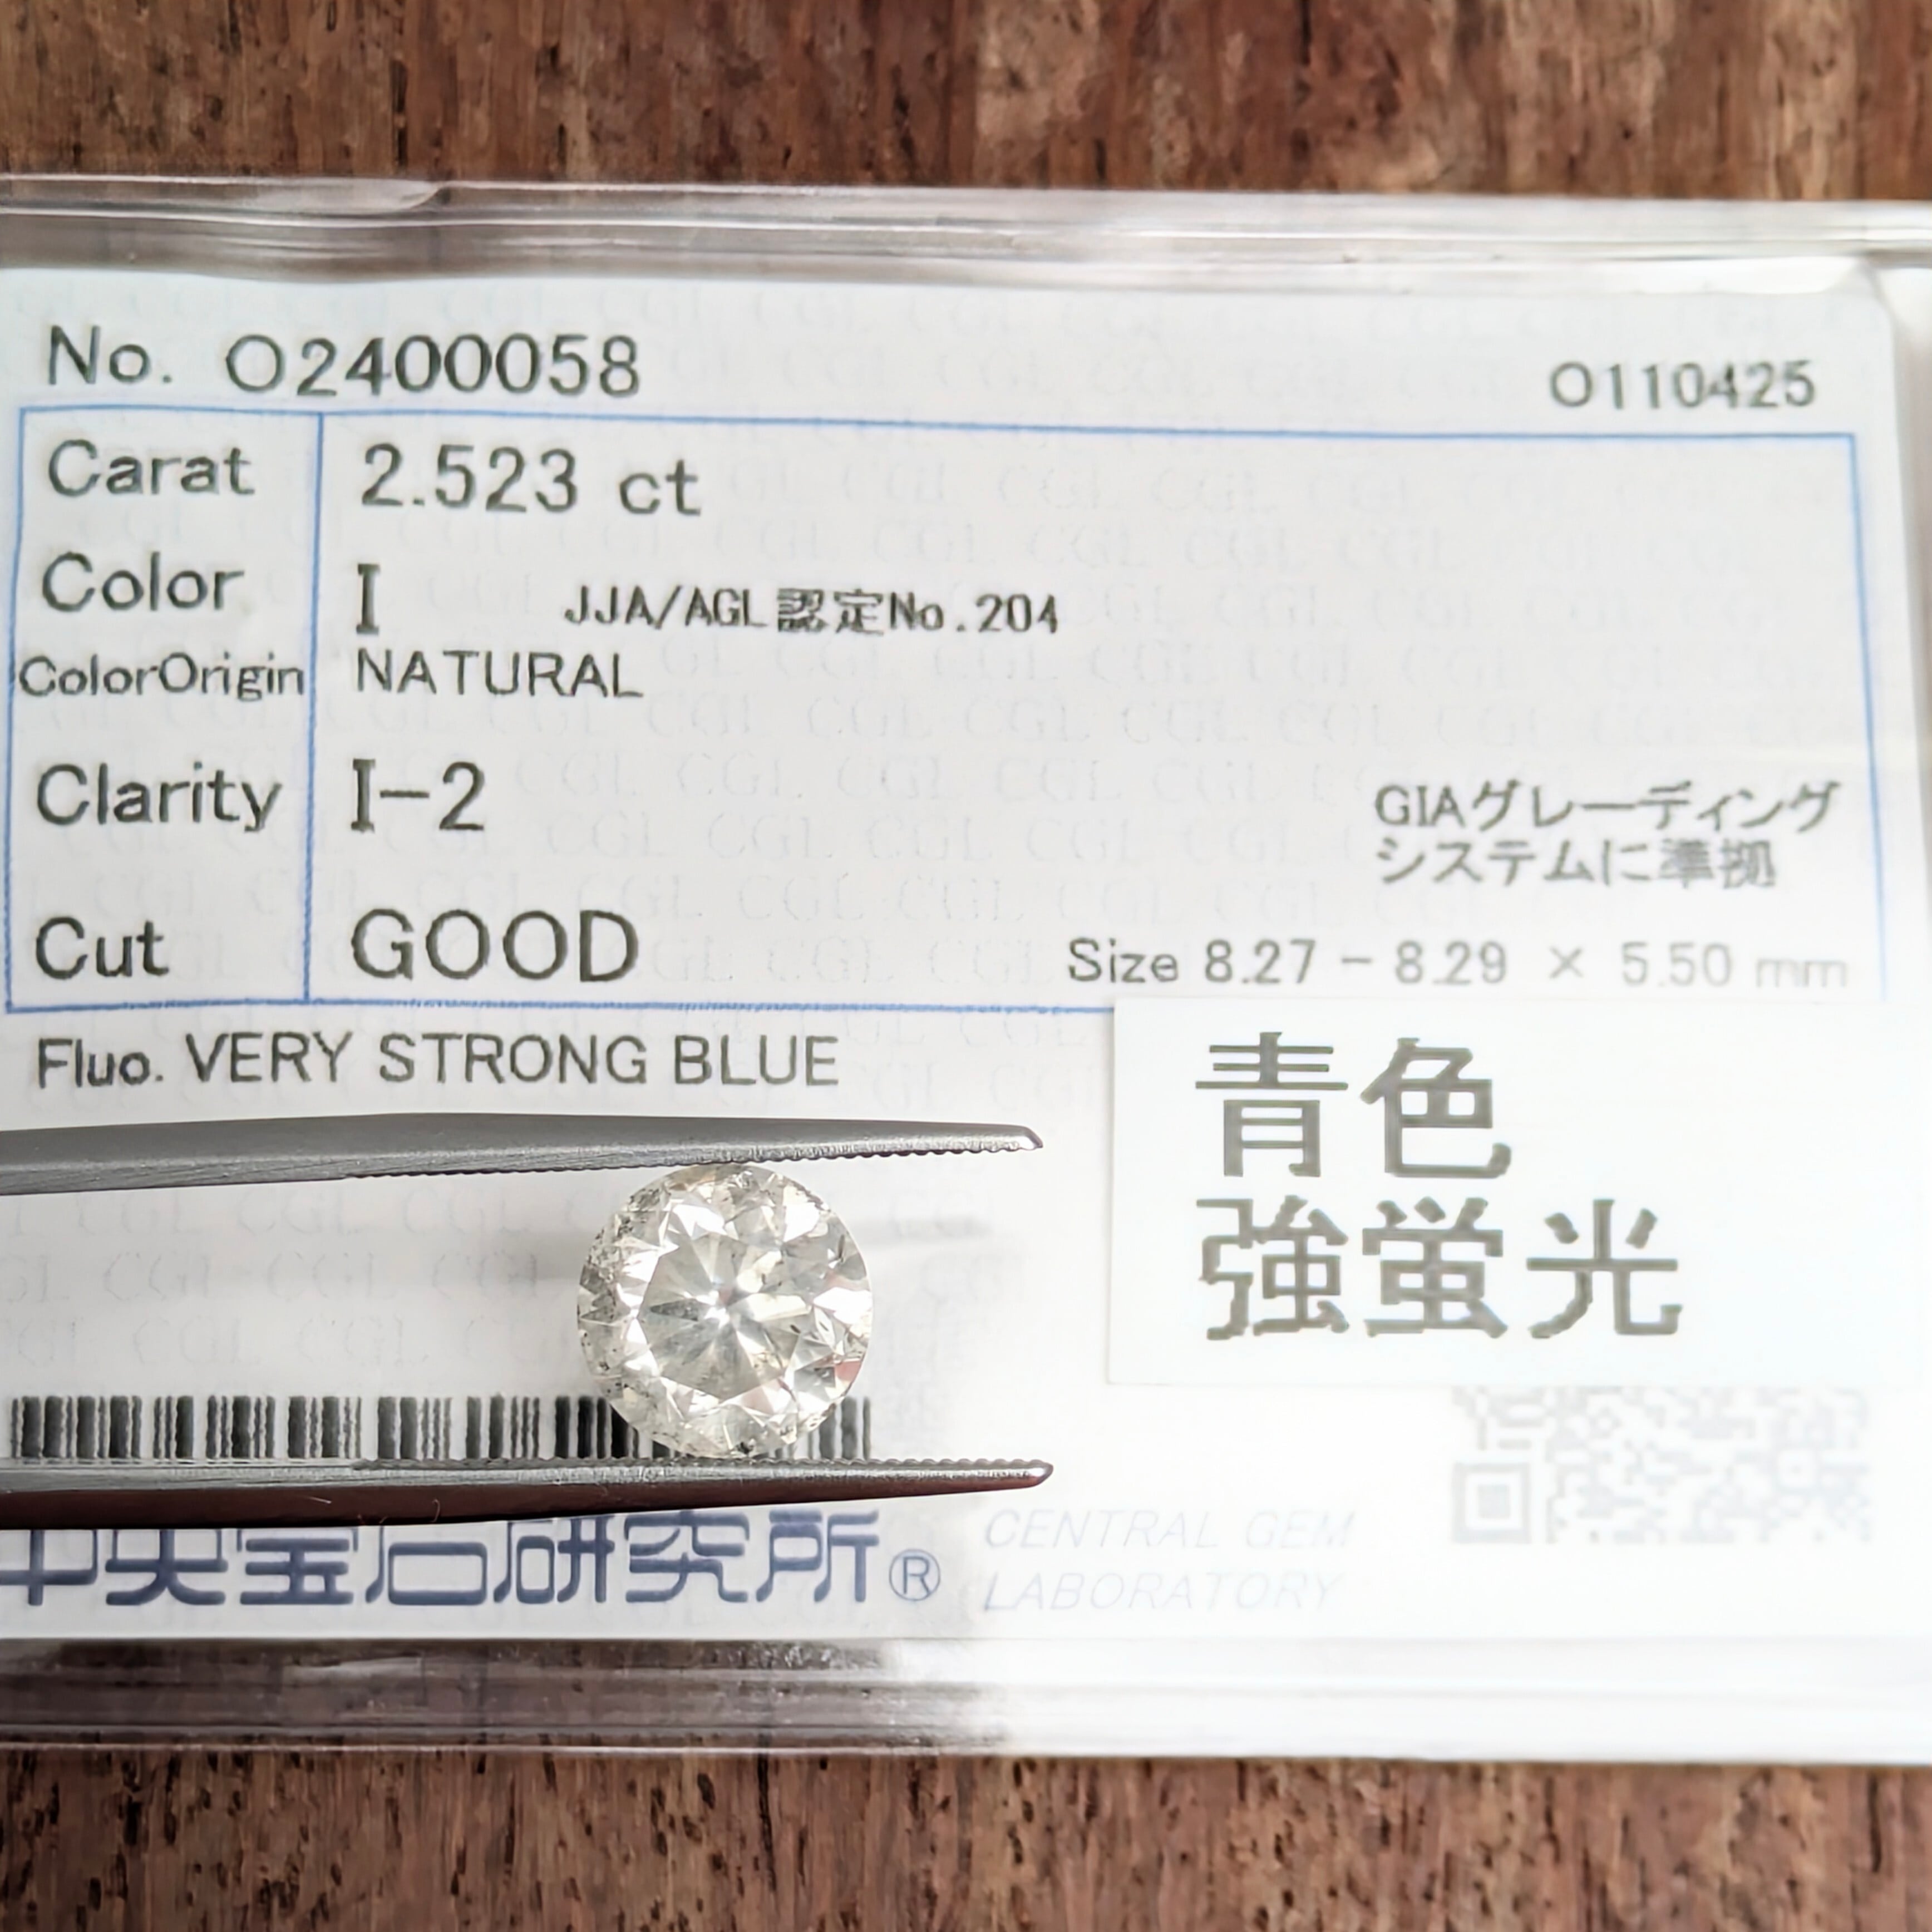 No. O2400058 O110425
Carat 2.523 ct
Color I JJA/AGL認定No.204
ColorOrigin NATURAL
Clarity I-2
GIAグレーディング
システムに準拠
Cut GOOD Size 8.27 - 8.29 × 5.50 mm
Fluo. VERY STRONG BLUE
青色
強蛍光
中央宝石研究所® CENTRAL GEM
LABORATORY